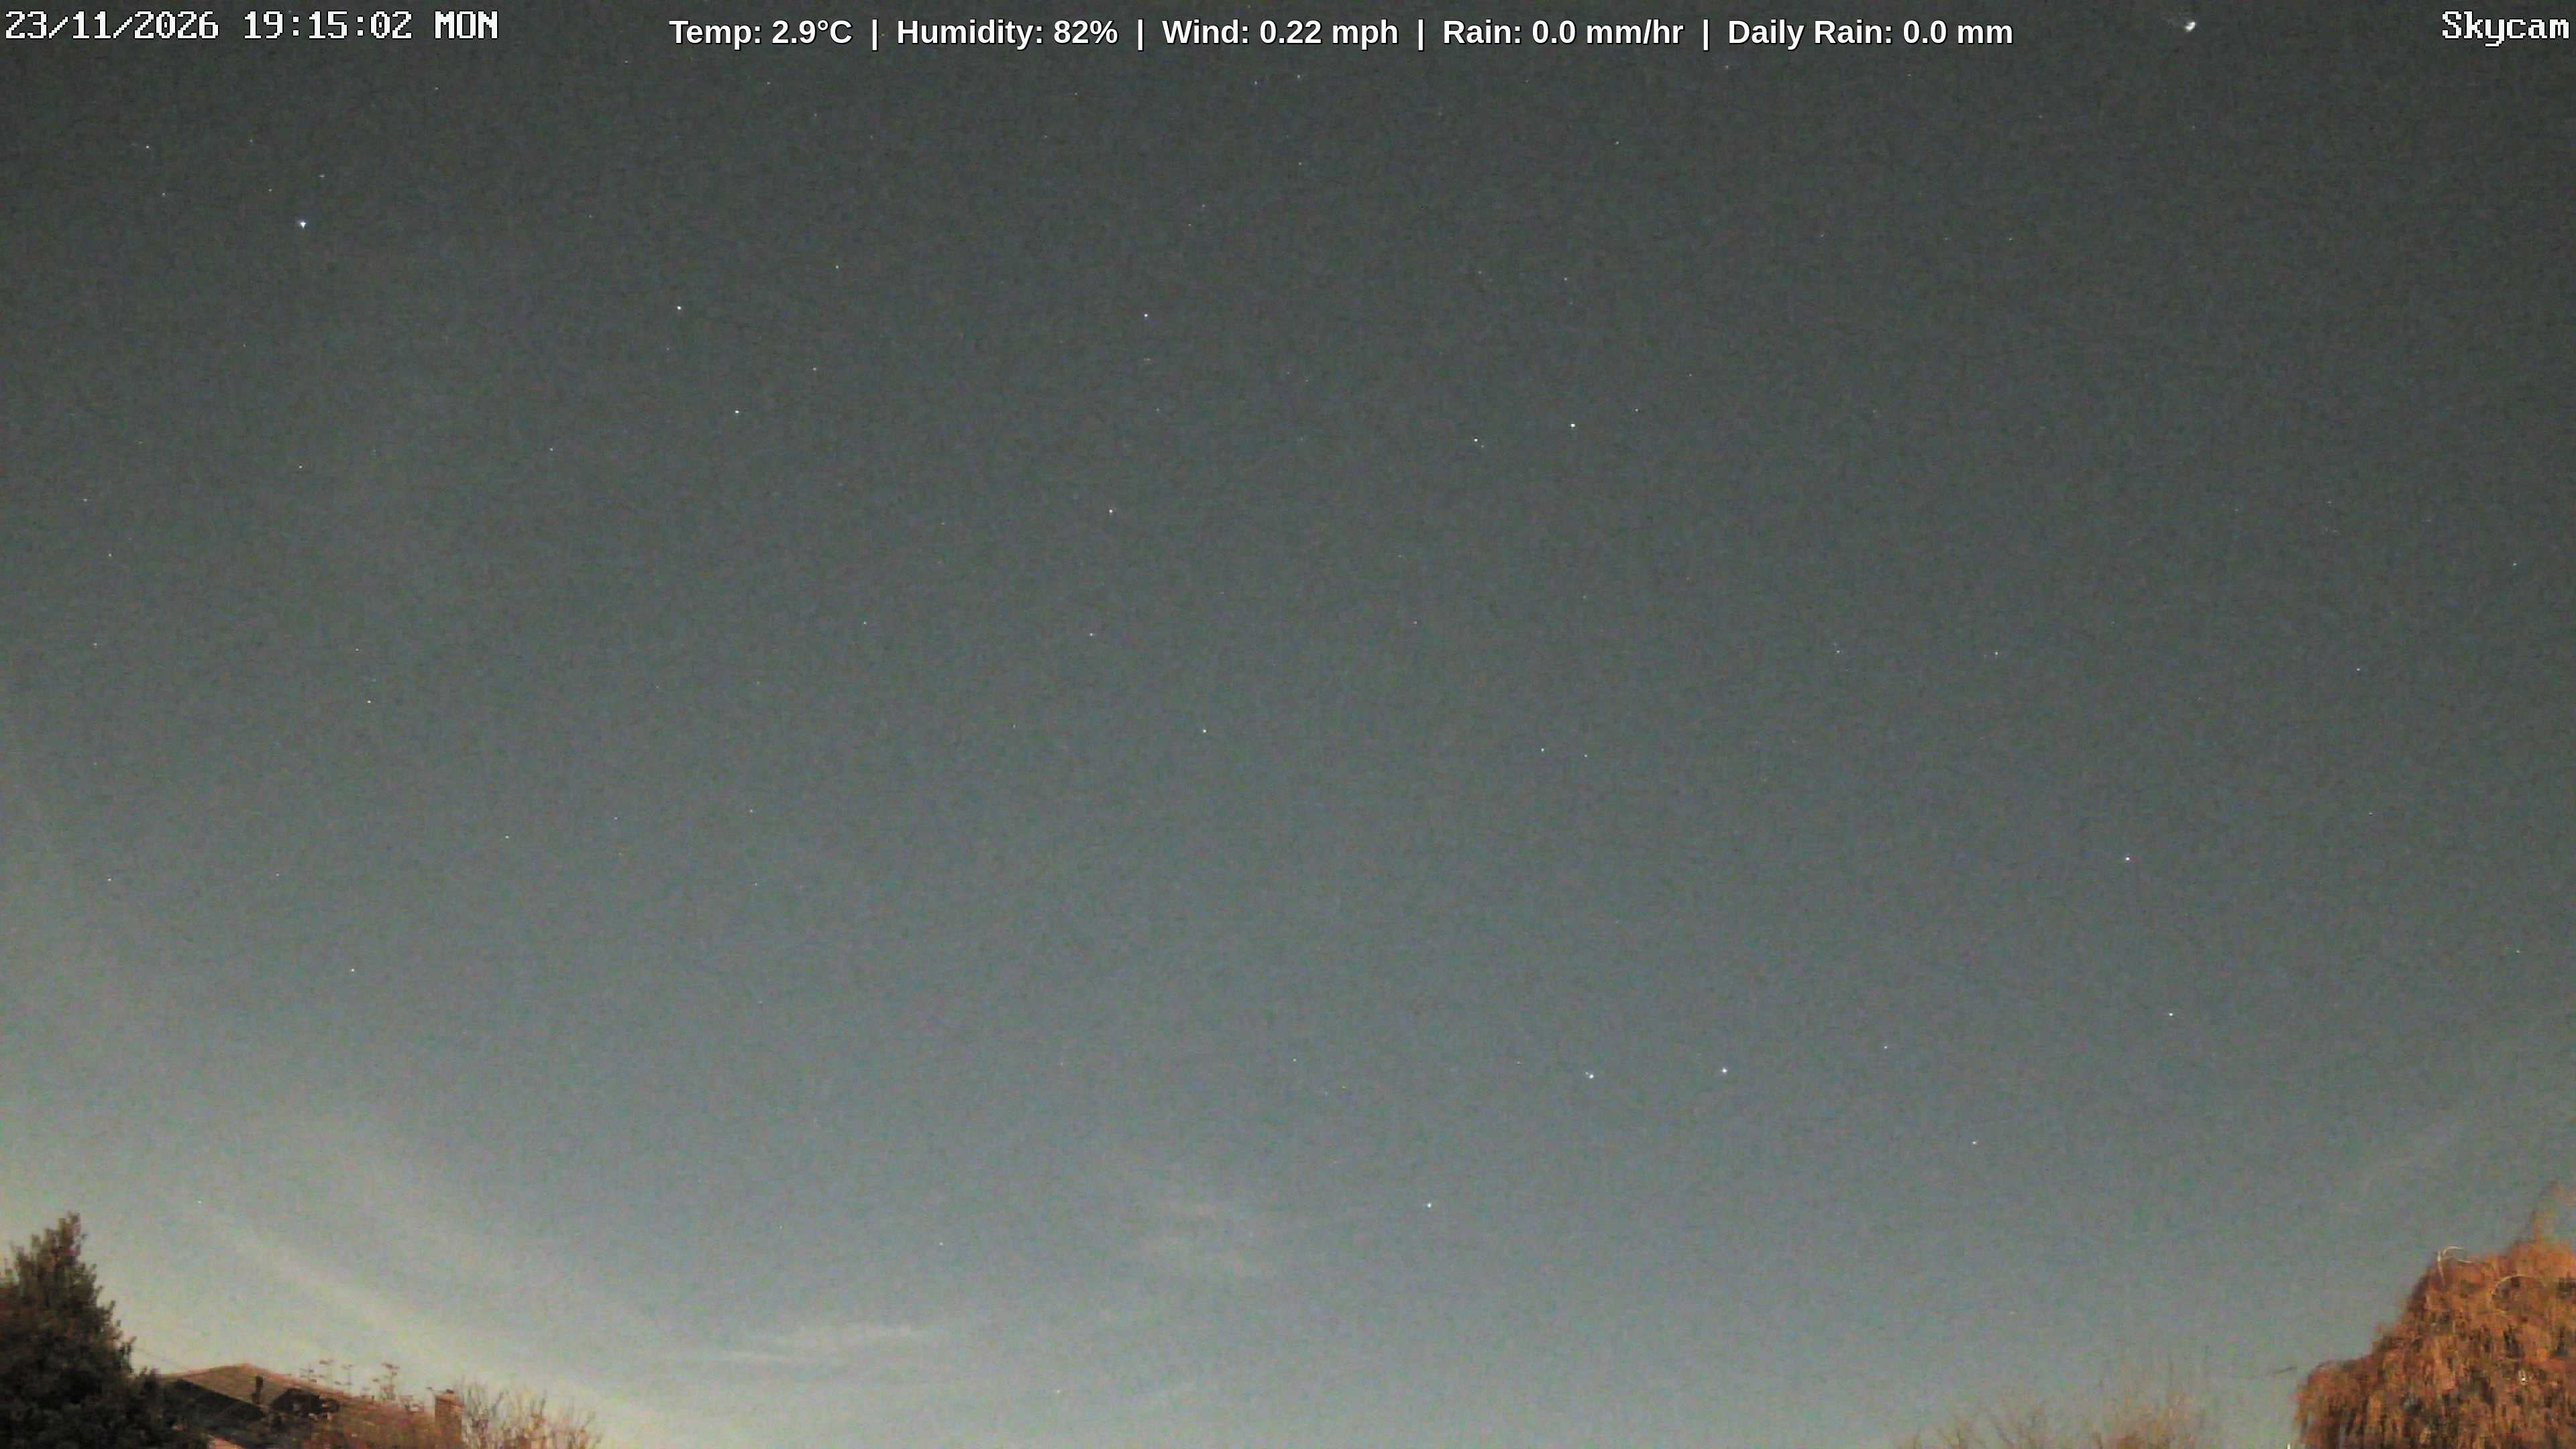 23/11/2026 19:15:02 MON
Temp: 2.9°C | Humidity: 82% | Wind: 0.22 mph | Rain: 0.0 mm/hr | Daily Rain: 0.0 mm
Skycam